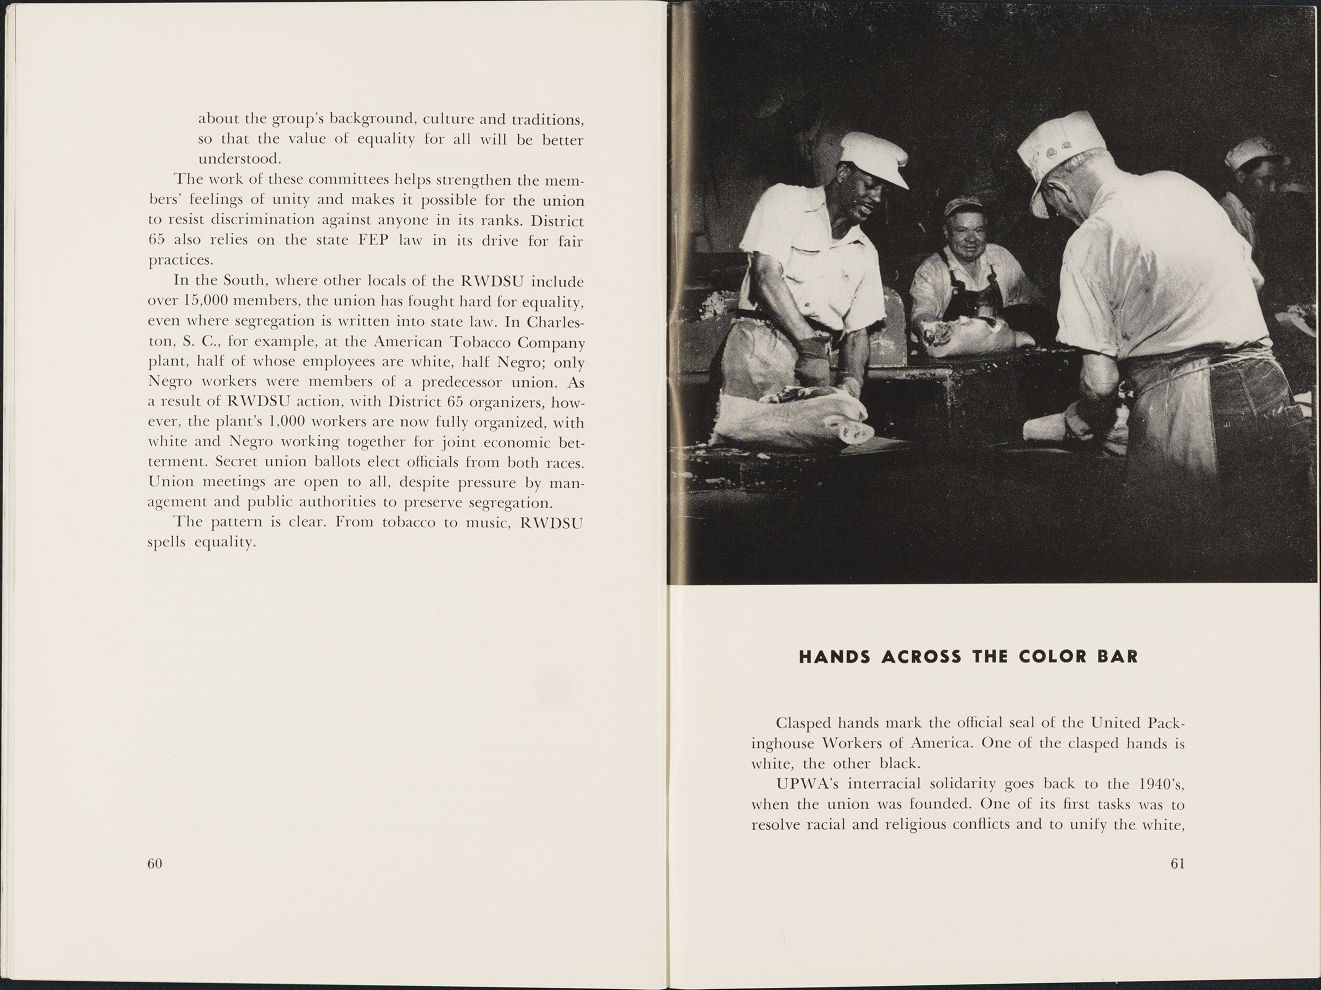 about the group's background, culture and traditions,
so that the value of equality for all will be better
understood.
The work of these committees helps strengthen the mem-
bers' feelings of unity and makes it possible for the union
to resist discrimination against anyone in its ranks. District
65 also relies on the state FEP law in its drive for fair
practices.
In the South, where other locals of the RWDSU include
over 15,000 members, the union has fought hard for equality,
even where segregation is written into state law. In Charles-
ton, S. C., for example, at the American Tobacco Company
plant, half of whose employees are white, half Negro; only
Negro workers were members of a predecessor union. As
a result of RWDSU action, with District 65 organizers, how-
ever, the plant's 1,000 workers are now fully organized, with
white and Negro working together for joint economic bet-
terment. Secret union ballots elect officials from both races.
Union meetings are open to all, despite pressure by man-
agement and public authorities to preserve segregation.
The pattern is clear. From tobacco to music, RWDSU
spells equality.
60
HANDS ACROSS THE COLOR BAR
Clasped hands mark the official seal of the United Pack-
inghouse Workers of America. One of the clasped hands is
white, the other black.
UPWA's interracial solidarity goes back to the 1940's,
when the union was founded. One of its first tasks was to
resolve racial and religious conflicts and to unify the white,
61